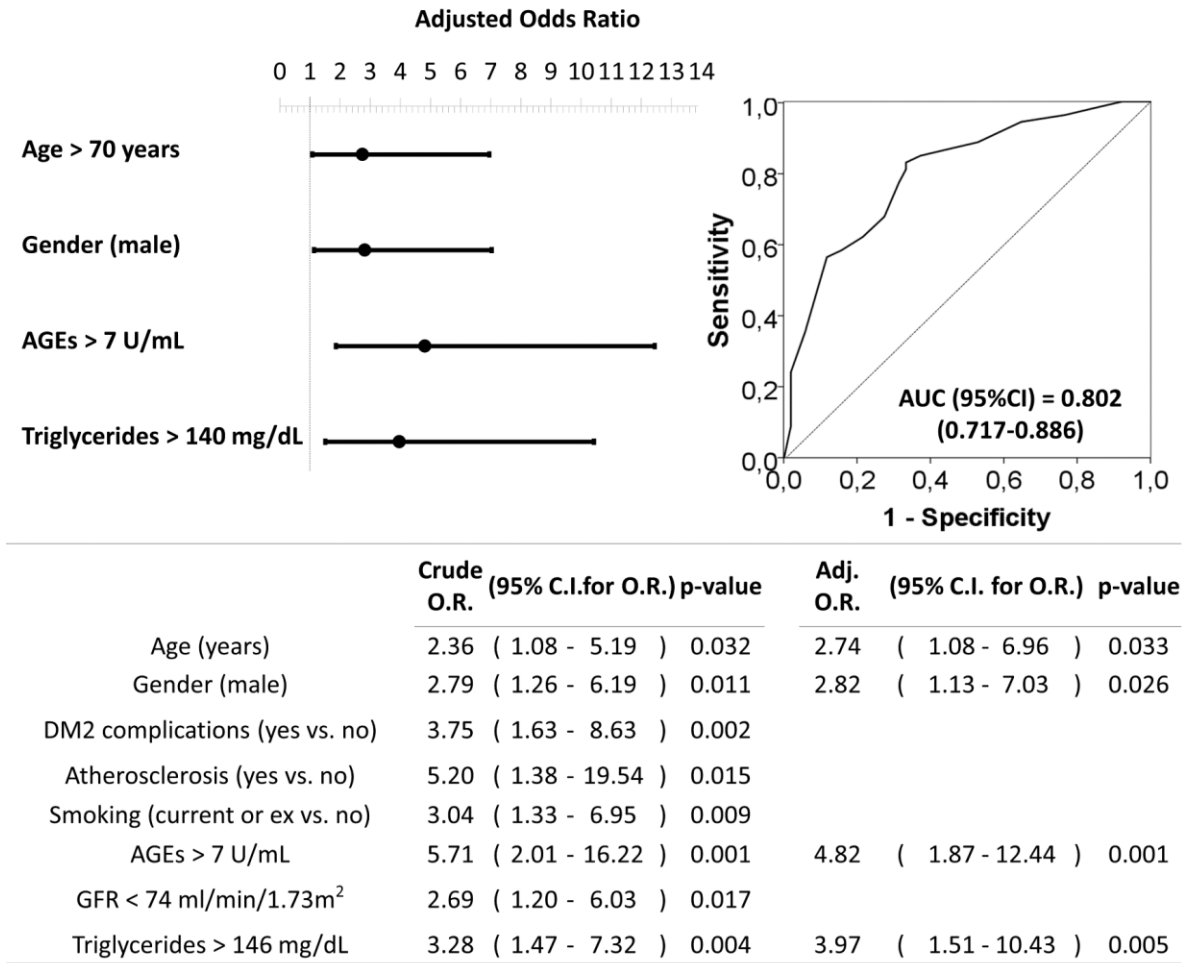 Adjusted Odds Ratio
0 1 2 3 4 5 6 7 8 9 10 11 12 13 14
Age > 70 years
Gender (male)
AGEs > 7 U/mL
Triglycerides > 140 mg/dL
1,0
0,8
0,6
0,4
0,2
0,0
Sensitivity
AUC (95%CI) = 0.802
(0.717-0.886)
0,0 0,2 0,4 0,6 0,8 1,0
1 - Specificity
Crude O.R. (95% C.I.for O.R.) p-value Adj. O.R. (95% C.I. for O.R.) p-value
Age (years) 2.36 ( 1.08 - 5.19 ) 0.032 2.74 ( 1.08 - 6.96 ) 0.033
Gender (male) 2.79 ( 1.26 - 6.19 ) 0.011 2.82 ( 1.13 - 7.03 ) 0.026
DM2 complications (yes vs. no) 3.75 ( 1.63 - 8.63 ) 0.002
Atherosclerosis (yes vs. no) 5.20 ( 1.38 - 19.54 ) 0.015
Smoking (current or ex vs. no) 3.04 ( 1.33 - 6.95 ) 0.009
AGEs > 7 U/mL 5.71 ( 2.01 - 16.22 ) 0.001 4.82 ( 1.87 - 12.44 ) 0.001
GFR < 74 ml/min/1.73m² 2.69 ( 1.20 - 6.03 ) 0.017
Triglycerides > 146 mg/dL 3.28 ( 1.47 - 7.32 ) 0.004 3.97 ( 1.51 - 10.43 ) 0.005